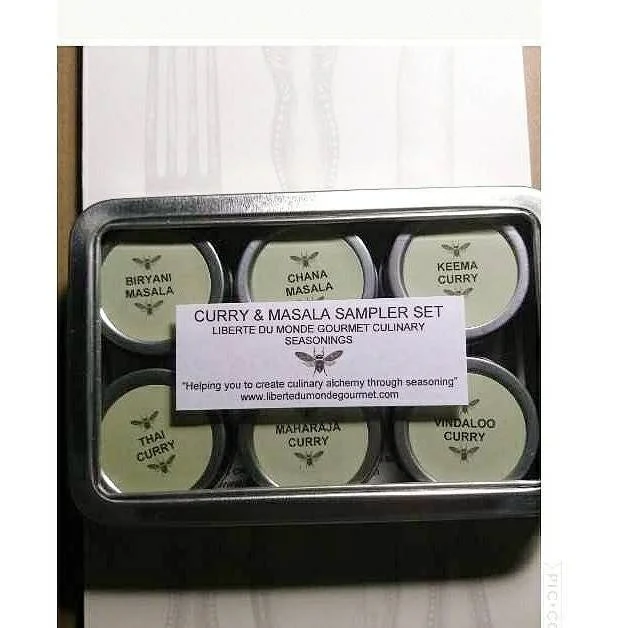 BIRYANI
MASALA
CHANA
MASALA
KEEMA
CURRY
CURRY & MASALA SAMPLER SET
LIBERTE DU MONDE GOURMET CULINARY
SEASONINGS
"Helping you to create culinary alchemy through seasoning"
www.libertedumondegourmet.com
THAI
CURRY
MAHARAJA
CURRY
VINDALOO
CURRY